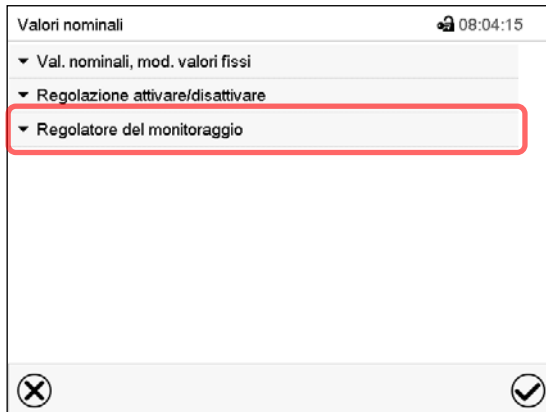 Valori nominali 08:04:15
Val. nominali, mod. valori fissi
Regolazione attivare/disattivare
Regolatore del monitoraggio